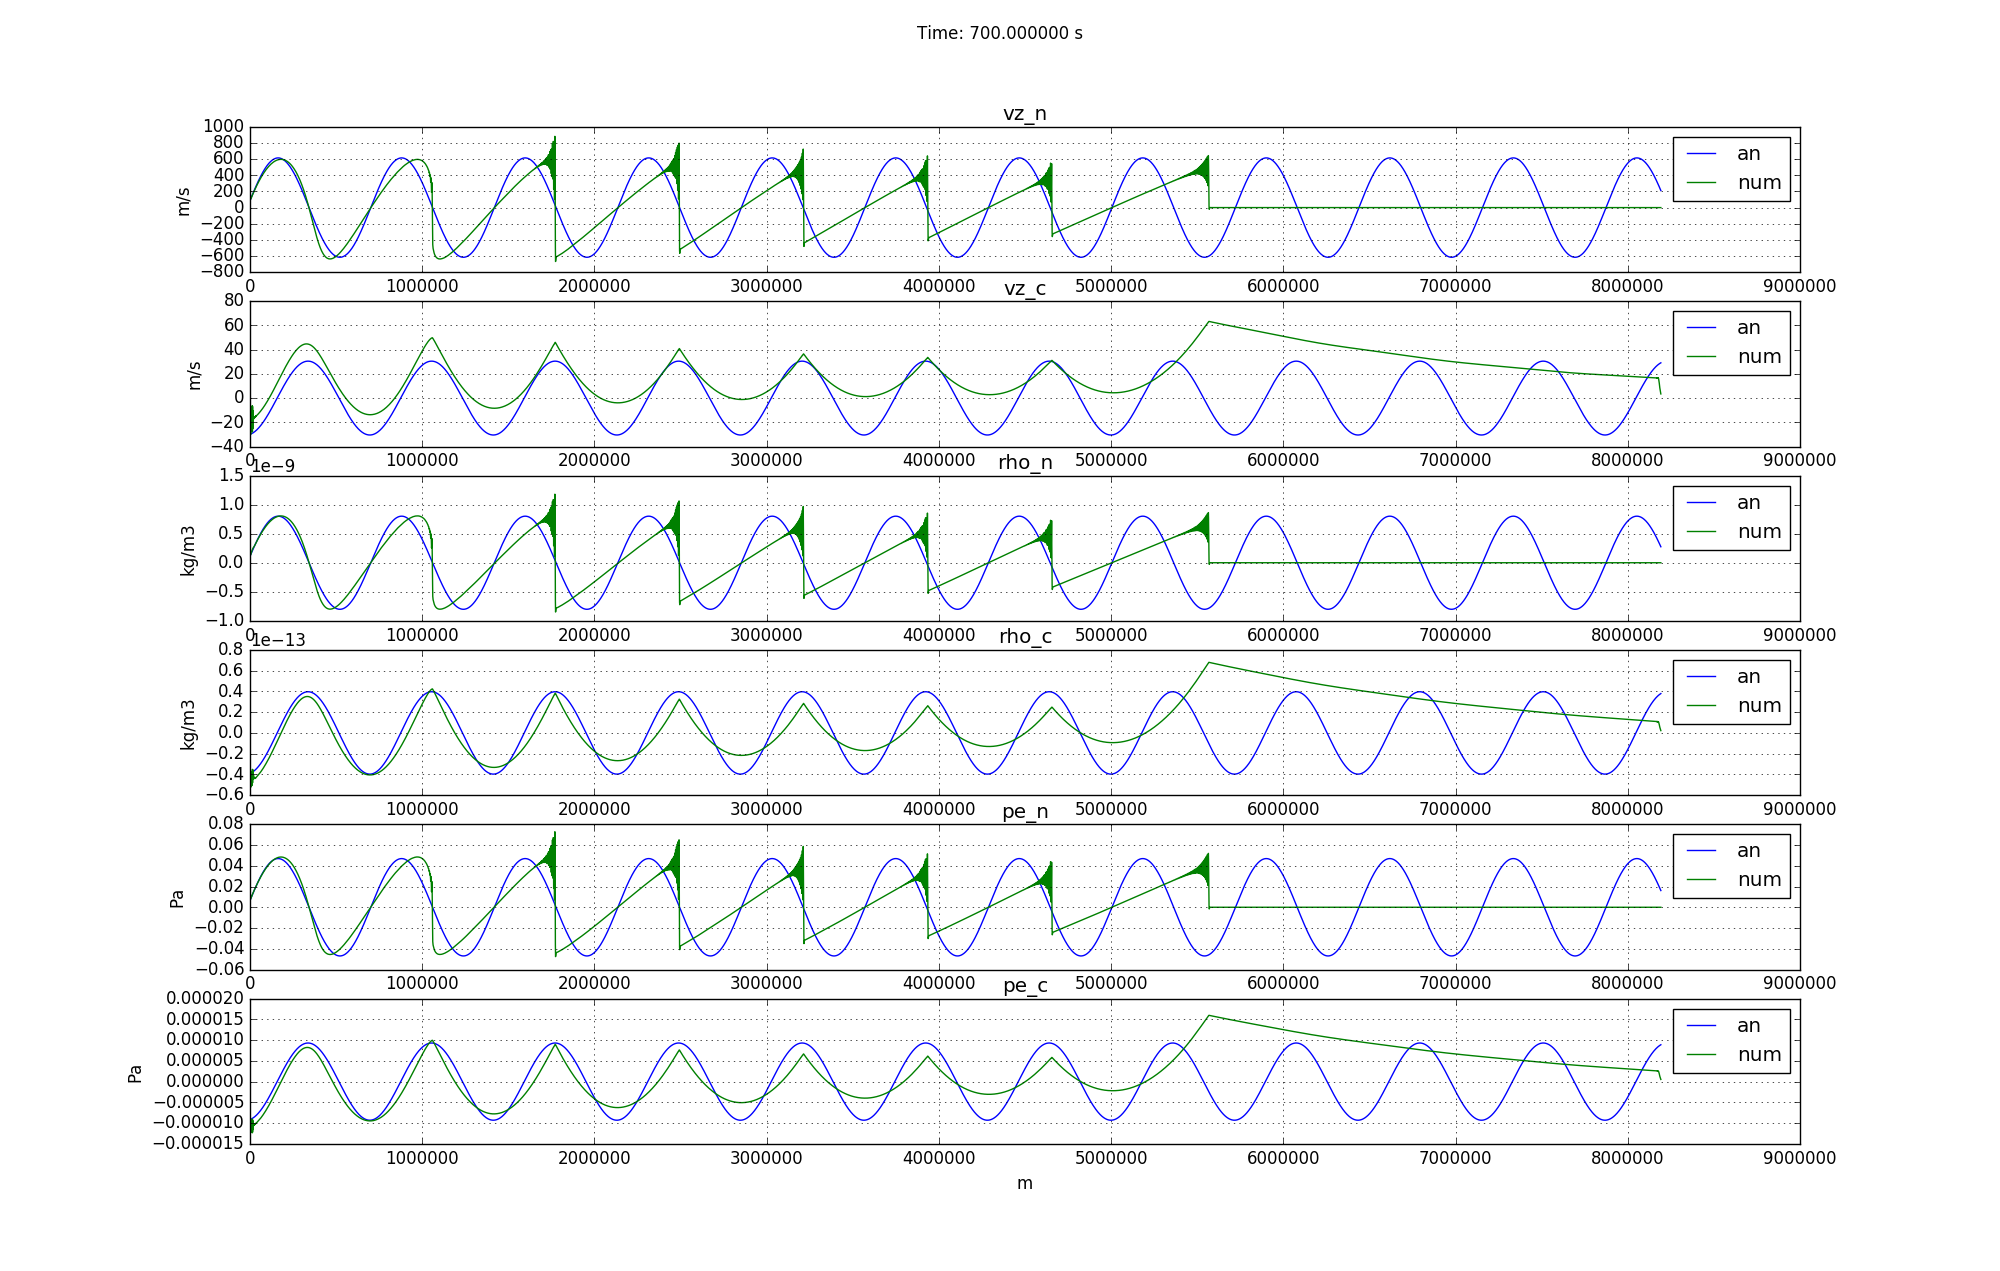 Time: 700.000000 s
vz_n
1000
800
600
400
200
0
−200
−400
−600
−800
m/s
an
num
0 1000000 2000000 3000000 4000000 5000000 6000000 7000000 8000000 9000000
vz_c
80
60
40
20
0
−20
−40
m/s
an
num
0 1000000 2000000 3000000 4000000 5000000 6000000 7000000 8000000 9000000
1e−9
rho_n
1.5
1.0
0.5
0.0
−0.5
−1.0
kg/m3
an
num
0 1000000 2000000 3000000 4000000 5000000 6000000 7000000 8000000 9000000
1e−13
rho_c
0.8
0.6
0.4
0.2
0.0
−0.2
−0.4
−0.6
kg/m3
an
num
0 1000000 2000000 3000000 4000000 5000000 6000000 7000000 8000000 9000000
pe_n
0.08
0.06
0.04
0.02
0.00
−0.02
−0.04
−0.06
Pa
an
num
0 1000000 2000000 3000000 4000000 5000000 6000000 7000000 8000000 9000000
pe_c
0.000020
0.000015
0.000010
0.000005
0.000000
−0.000005
−0.000010
−0.000015
Pa
an
num
0 1000000 2000000 3000000 4000000 5000000 6000000 7000000 8000000 9000000
m